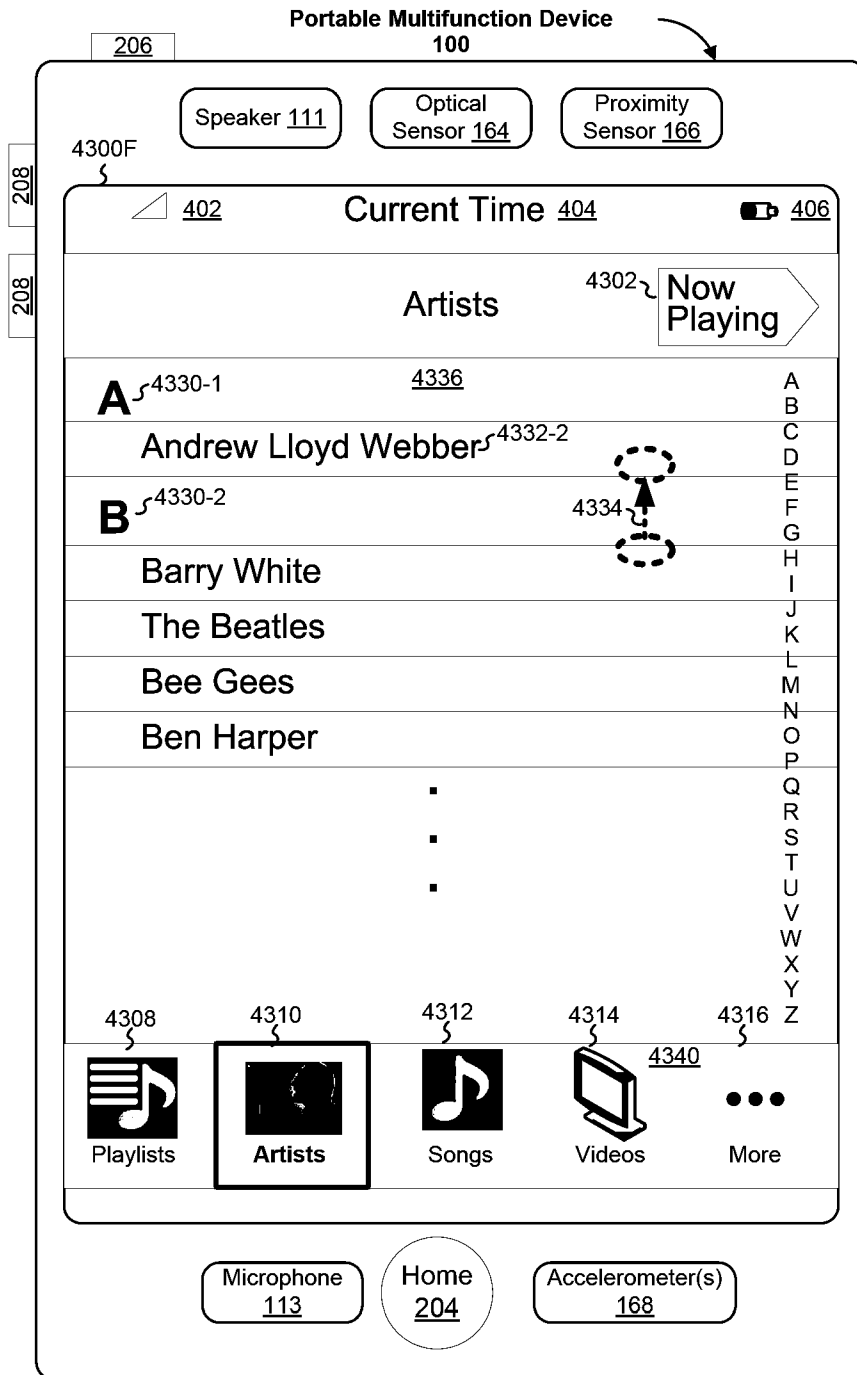 Portable Multifunction Device
100
206
Speaker 111
Optical
Sensor 164
Proximity
Sensor 166
4300F
208
208
402
Current Time 404
406
Artists
4302
Now
Playing
A
4330-1
4336
Andrew Lloyd Webber
4332-2
B
4330-2
4334
Barry White
The Beatles
Bee Gees
Ben Harper
A
B
C
D
E
F
G
H
I
J
K
L
M
N
O
P
Q
R
S
T
U
V
W
X
Y
Z
4308
4310
4312
4314
4316
4340
Playlists
Artists
Songs
Videos
More
Microphone
113
Home
204
Accelerometer(s)
168